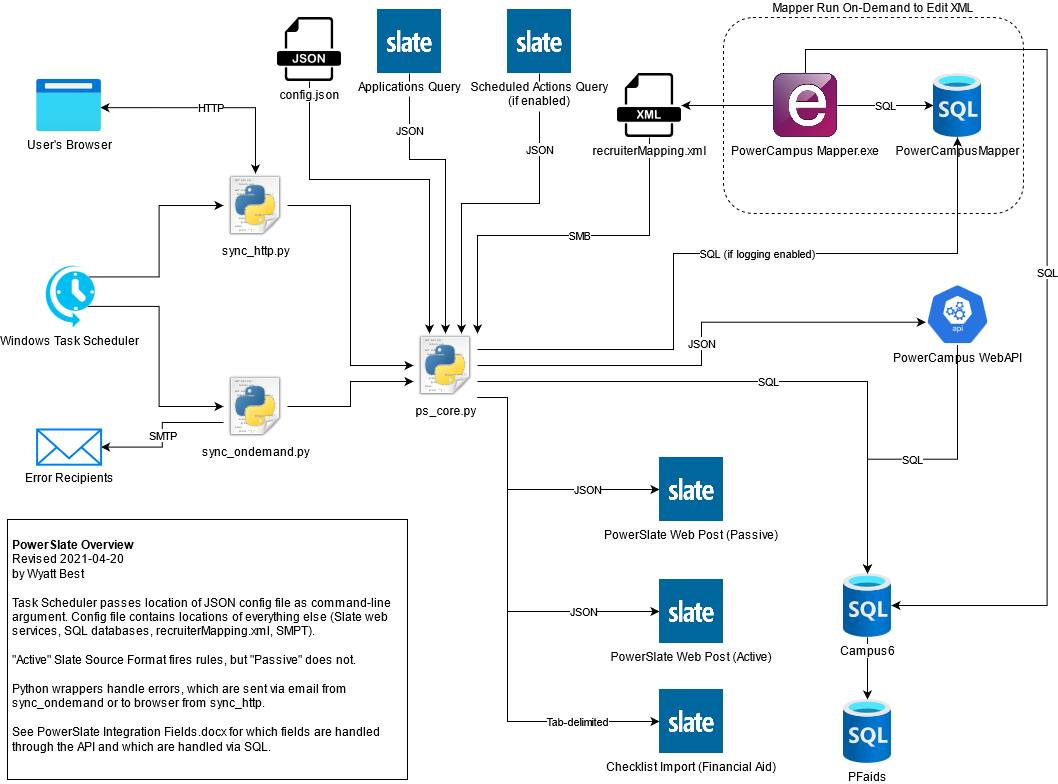 Mapper Run On-Demand to Edit XML
JSON
config.json
slate
Applications Query
slate
Scheduled Actions Query
(if enabled)
XML
recruiterMapping.xml
e
PowerCampus Mapper.exe
SQL
SQL
PowerCampusMapper
User's Browser
HTTP
JSON
JSON
sync_http.py
SMB
SQL (if logging enabled)
SQL
Windows Task Scheduler
api
PowerCampus WebAPI
JSON
ps_core.py
SQL
sync_ondemand.py
SMTP
Error Recipients
SQL
JSON
slate
PowerSlate Web Post (Passive)
JSON
slate
PowerSlate Web Post (Active)
SQL
Campus6
Tab-delimited
slate
Checklist Import (Financial Aid)
SQL
PFaids
PowerSlate Overview
Revised 2021-04-20
by Wyatt Best
Task Scheduler passes location of JSON config file as command-line
argument. Config file contains locations of everything else (Slate web
services, SQL databases, recruiterMapping.xml, SMPT).
"Active" Slate Source Format fires rules, but "Passive" does not.
Python wrappers handle errors, which are sent via email from
sync_ondemand or to browser from sync_http.
See PowerSlate Integration Fields.docx for which fields are handled
through the API and which are handled via SQL.